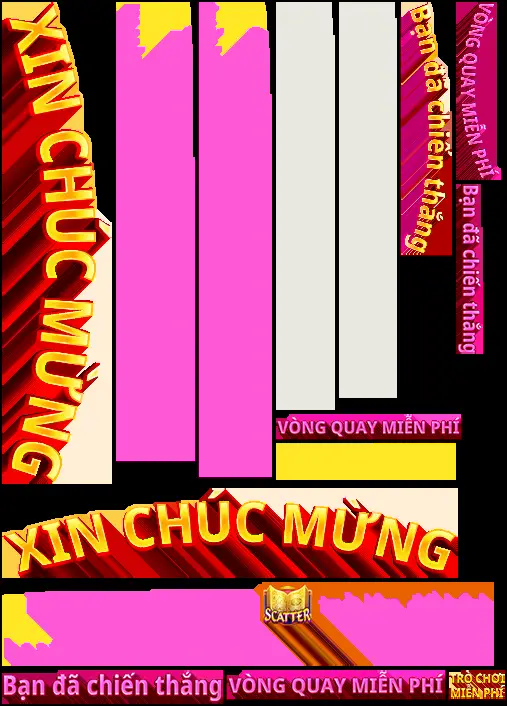 XIN CHÚC MỪNG
Bạn đã chiến thắng
VÒNG QUAY MIỄN PHÍ
Bạn đã chiến thắng
VÒNG QUAY MIỄN PHÍ
XIN CHÚC MỪNG
SCATTER
Bạn đã chiến thắng
VÒNG QUAY MIỄN PHÍ
TRÒ CHƠI
MIỄN PHÍ